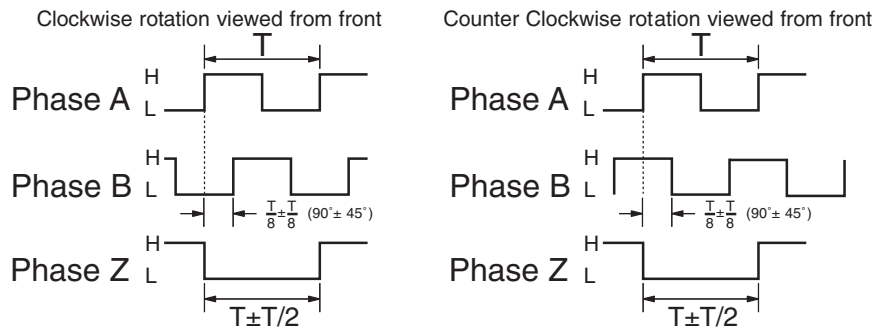 Clockwise rotation viewed from front
T
H
Phase A L
H
Phase B L
T/8±T/8 (90°± 45°)
H
Phase Z L
T±T/2
Counter Clockwise rotation viewed from front
T
H
Phase A L
H
Phase B L
T/8±T/8 (90°± 45°)
H
Phase Z L
T±T/2